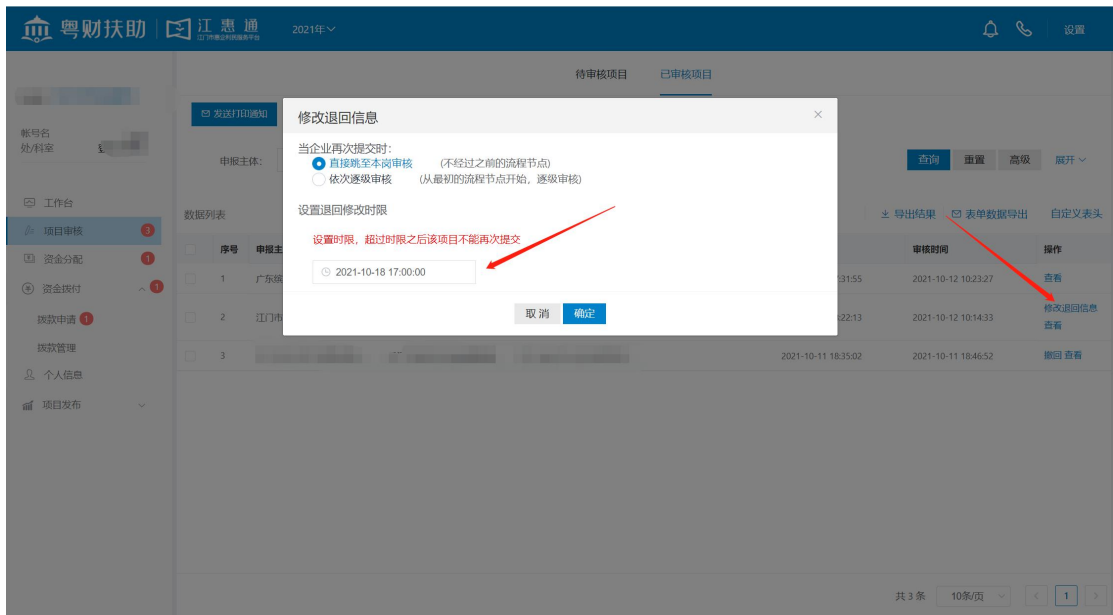 粤财扶助 江惠通 2021年 设置
江门市惠企利民服务平台
待审核项目 已审核项目
发送打印通知
帐号名
处/科室
申报主体: 查询 重置 高级 展开
修改退回信息
当企业再次提交时:
直接跳至本岗审核 (不经过之前的流程节点)
依次逐级审核 (从最初的流程节点开始, 逐级审核)
设置退回修改时限
设置时限, 超过时限之后该项目不能再次提交
2021-10-18 17:00:00
取消 确定
工作台
项目审核 3
资金分配 1
资金拨付 1
拨款申请 1
拨款管理
个人信息
项目发布
数据列表 导出结果 表单数据导出 自定义表头
序号 申报主 审核时间 操作
1 广东缤 :31:55 2021-10-12 10:23:27 查看
2 江门市 :22:13 2021-10-12 10:14:33 修改退回信息
查看
3 2021-10-11 18:35:02 2021-10-11 18:46:52 撤回 查看
共 3 条 10条/页 1